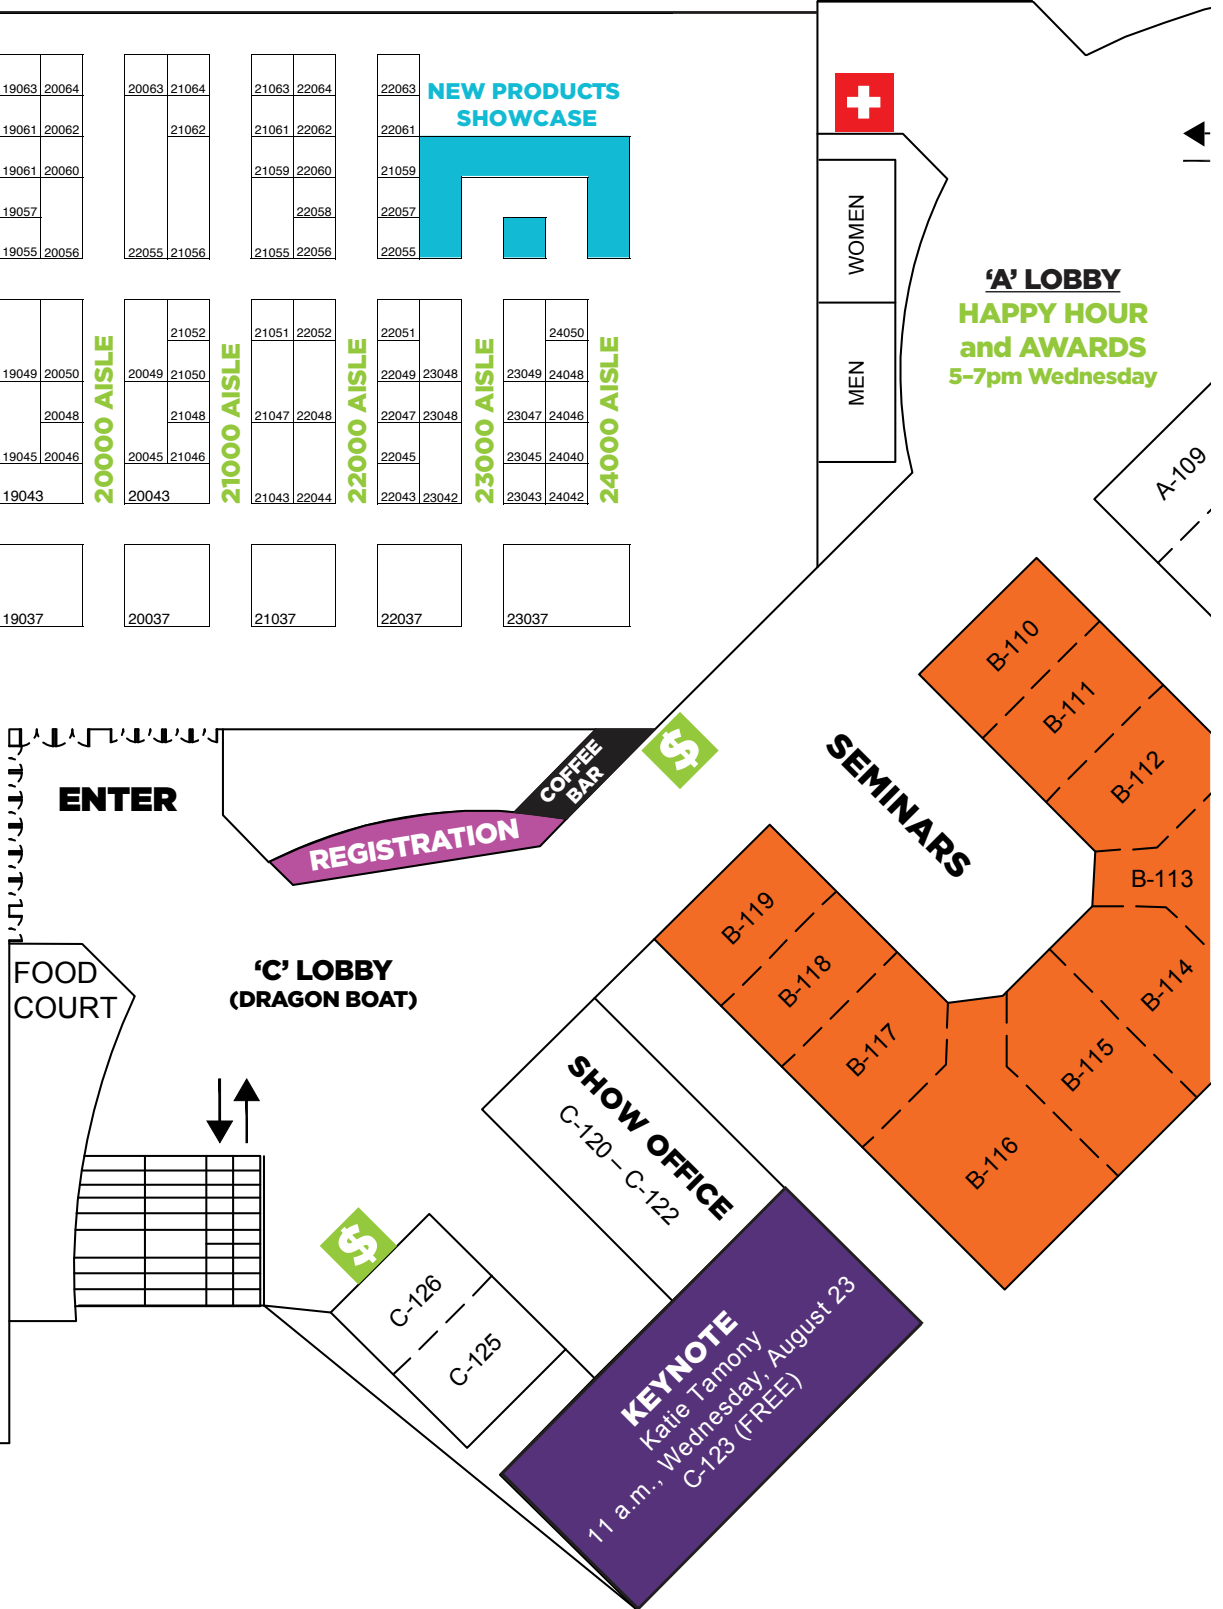 NEW PRODUCTS
SHOWCASE
19063 20064 20063 21064 21063 22064 22063
19061 20062 21062 21061 22062 22061
19061 20060 21059 22060 21059
19057 22058 22057
19055 20056 22055 21056 21055 22056 22055
21052 21051 22052 22051 24050
19049 20050 20049 21050 22049 23048 23049 24048
20048 21048 21047 22048 22047 23048 23047 24046
19045 20046 20045 21046 22045 23045 24040
19043 20043 21043 22044 22043 23042 23043 24042
20000 AISLE
21000 AISLE
22000 AISLE
23000 AISLE
24000 AISLE
19037 20037 21037 22037 23037
WOMEN
MEN
‘A’ LOBBY
HAPPY HOUR
and AWARDS
5–7pm Wednesday
A-109
B-110
B-111
B-112
B-113
B-114
B-115
B-116
B-117
B-118
B-119
SEMINARS
$
COFFEE
BAR
REGISTRATION
ENTER
FOOD
COURT
‘C’ LOBBY
(DRAGON BOAT)
SHOW OFFICE
C-120 – C-122
$
C-126
C-125
KEYNOTE
Katie Tamony
11 a.m., Wednesday, August 23
C-123 (FREE)